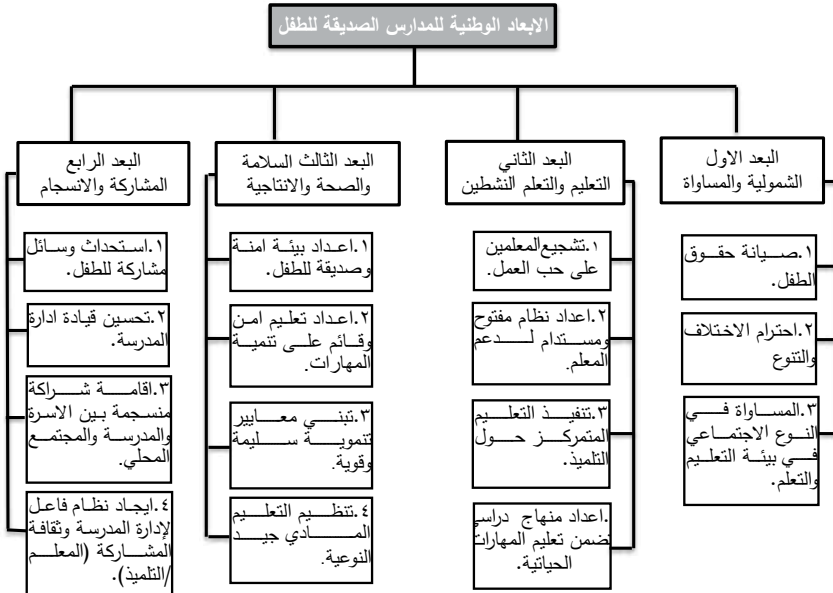 الابعاد الوطنية للمدارس الصديقة للطفل
البعد الاول
الشمولية والمساواة
١.صيانة حقوق
الطفل.
٢.احترام الاختلاف
والتنوع
٣.المساواة في
النوع الاجتماعي
في بيئة التعليم
والتعلم.
البعد الثاني
التعليم والتعلم النشطين
١.تشجيع المعلمين
على حب العمل.
٢.اعداد نظام مفتوح
ومستدام لدعم
المعلم.
٣.تنفيذ التعليم
المتمركز حول
التلميذ.
.اعداد منهاج دراسي
تضمن تعليم المهارات
الحياتية.
البعد الثالث السلامة
والصحة والانتاجية
١.اعداد بيئة امنة
وصديقة للطفل.
٢.اعداد تعليم امن
وقائم على تنمية
المهارات.
٣.تبني معايير
تنموية سليمة
وقوية.
٤.تنظيم التعليم
المادي جيد
النوعية.
البعد الرابع
المشاركة والانسجام
١.استحداث وسائل
مشاركة للطفل.
٢.تحسين قيادة ادارة
المدرسة.
٣.اقامة شراكة
منسجمة بين الاسرة
والمدرسة والمجتمع
المحلي.
٤.ايجاد نظام فاعل
لإدارة المدرسة وثقافة
المشاركة (المعلم
/التلميذ).